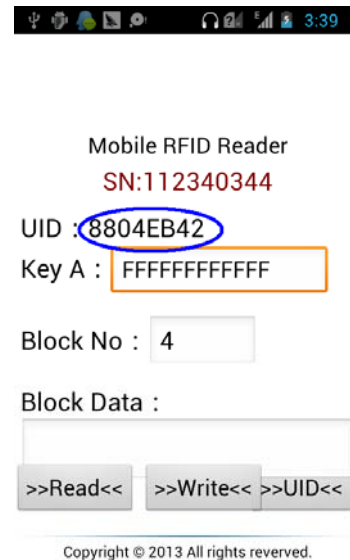 3:39
Mobile RFID Reader
SN:112340344
UID : 8804EB42
Key A : FFFFFFFFFFFF
Block No : 4
Block Data :
>>Read<< >>Write<< >>UID<<
Copyright © 2013 All rights reverved.